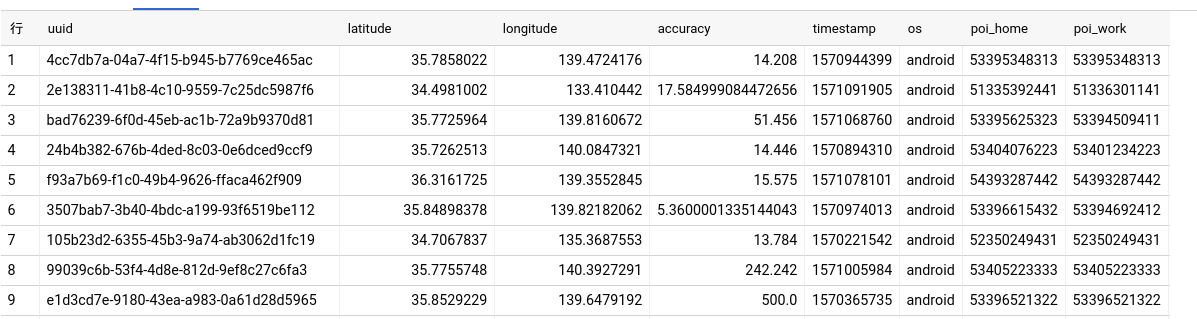 行 uuid latitude longitude accuracy timestamp os poi_home poi_work
1 4cc7db7a-04a7-4f15-b945-b7769ce465ac 35.7858022 139.4724176 14.208 1570944399 android 53395348313 53395348313
2 2e138311-41b8-4c10-9559-7c25dc5987f6 34.4981002 133.410442 17.584999084472656 1571091905 android 51335392441 51336301141
3 bad76239-6f0d-45eb-ac1b-72a9b9370d81 35.7725964 139.8160672 51.456 1571068760 android 53395625323 53394509411
4 24b4b382-676b-4ded-8c03-0e6dced9ccf9 35.7262513 140.0847321 14.446 1570894310 android 53404076223 53401234223
5 f93a7b69-f1c0-49b4-9626-ffaca462f909 36.3161725 139.3552845 15.575 1571078101 android 54393287442 54393287442
6 3507bab7-3b40-4bdc-a199-93f6519be112 35.84898378 139.82182062 5.3600001335144043 1570974013 android 53396615432 53394692412
7 105b23d2-6355-45b3-9a74-ab3062d1fc19 34.7067837 135.3687553 13.784 1570221542 android 52350249431 52350249431
8 99039c6b-53f4-4d8e-812d-9ef8c27c6fa3 35.7755748 140.3927291 242.242 1571005984 android 53405223333 53405223333
9 e1d3cd7e-9180-43ea-a983-0a61d28d5965 35.8529229 139.6479192 500.0 1570365735 android 53396521322 53396521322